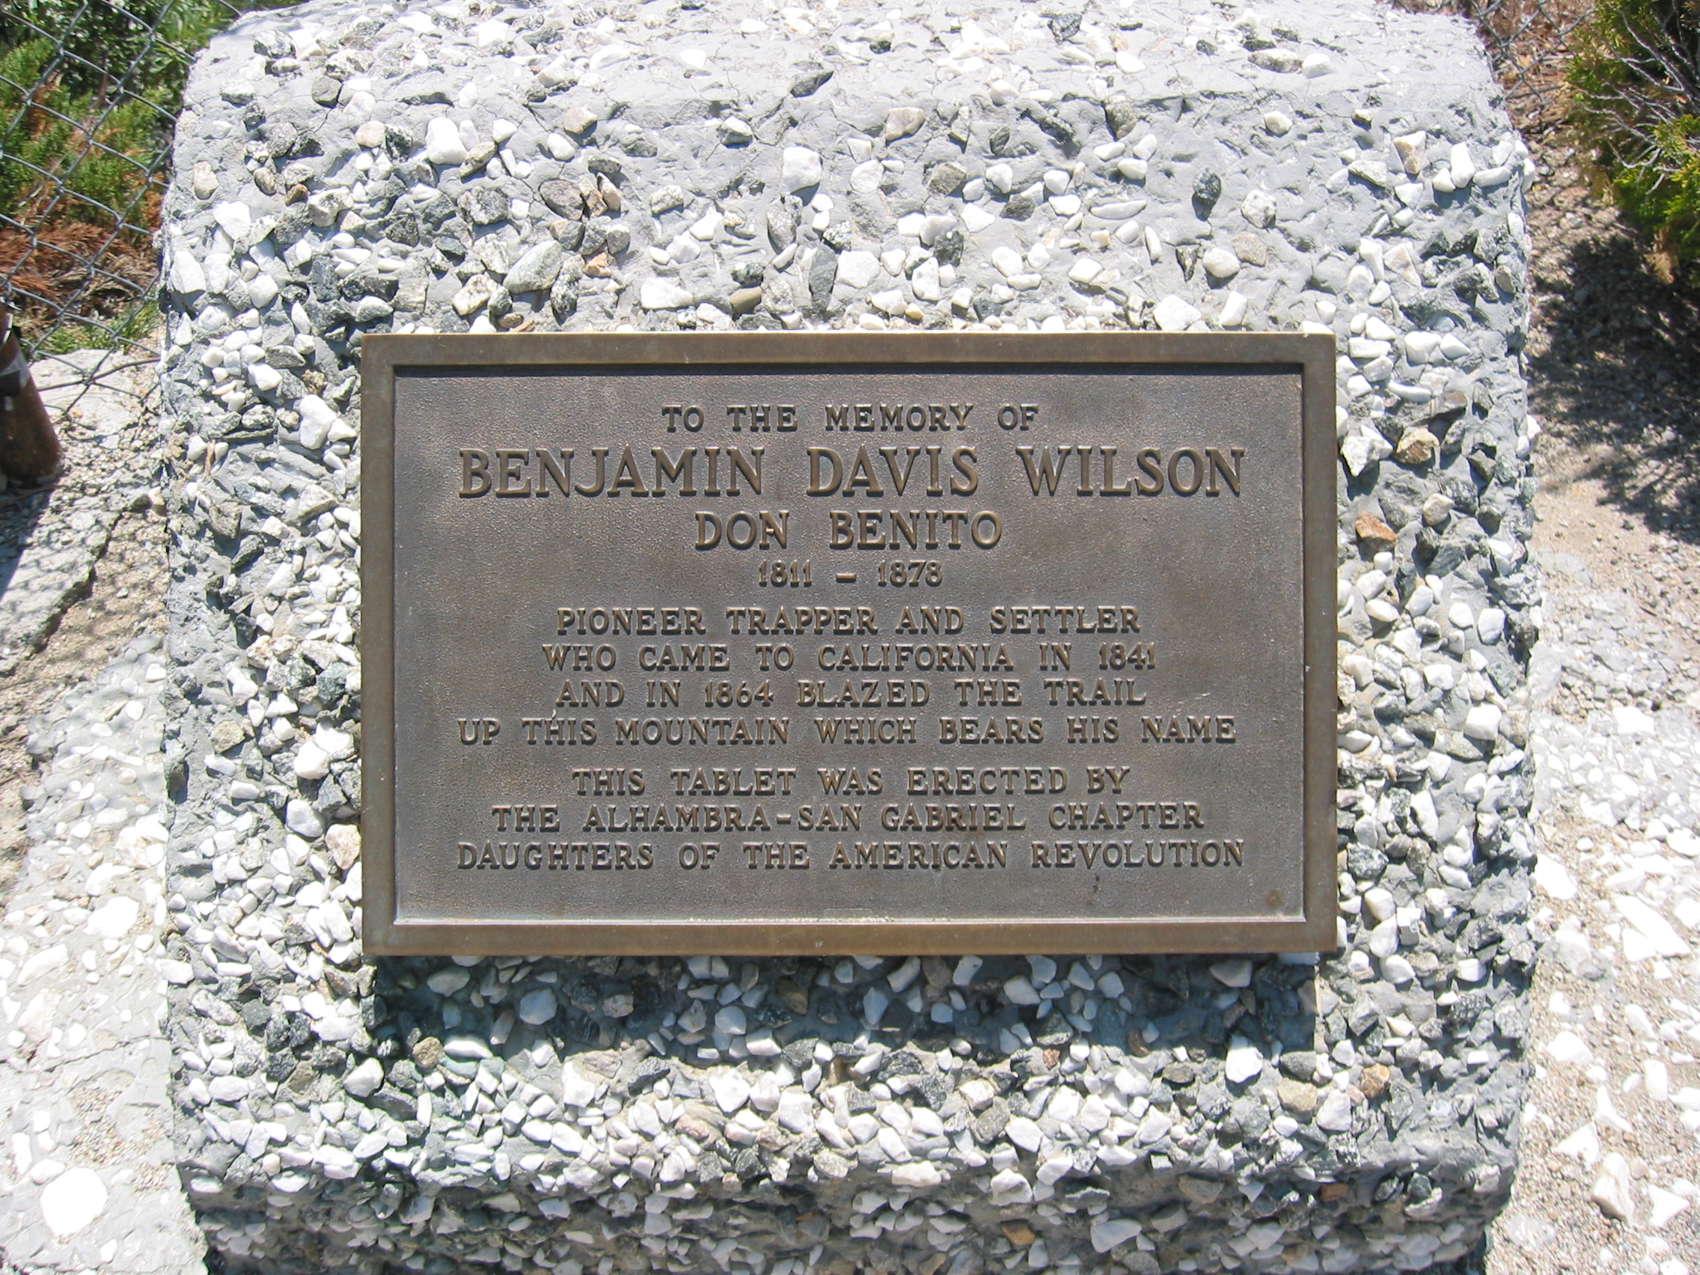 TO THE MEMORY OF
BENJAMIN DAVIS WILSON
DON BENITO
1811 – 1878
PIONEER TRAPPER AND SETTLER
WHO CAME TO CALIFORNIA IN 1841
AND IN 1864 BLAZED THE TRAIL
UP THIS MOUNTAIN WHICH BEARS HIS NAME
THIS TABLET WAS ERECTED BY
THE ALHAMBRA-SAN GABRIEL CHAPTER
DAUGHTERS OF THE AMERICAN REVOLUTION